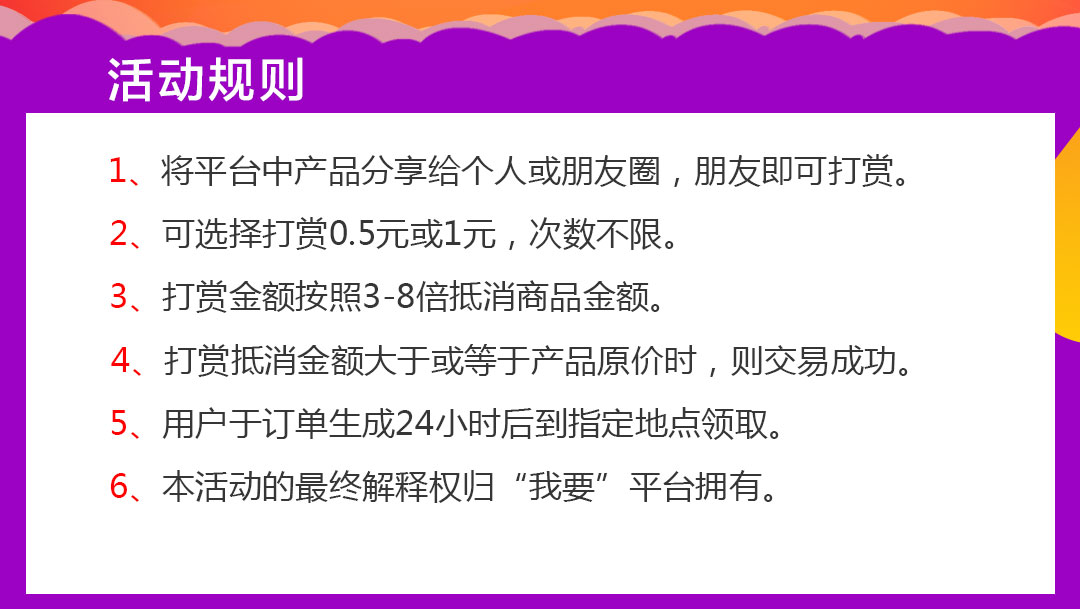 活动规则
1、将平台中产品分享给个人或朋友圈，朋友即可打赏。
2、可选择打赏0.5元或1元，次数不限。
3、打赏金额按照3-8倍抵消商品金额。
4、打赏抵消金额大于或等于产品原价时，则交易成功。
5、用户于订单生成24小时后到指定地点领取。
6、本活动的最终解释权归“我要”平台拥有。